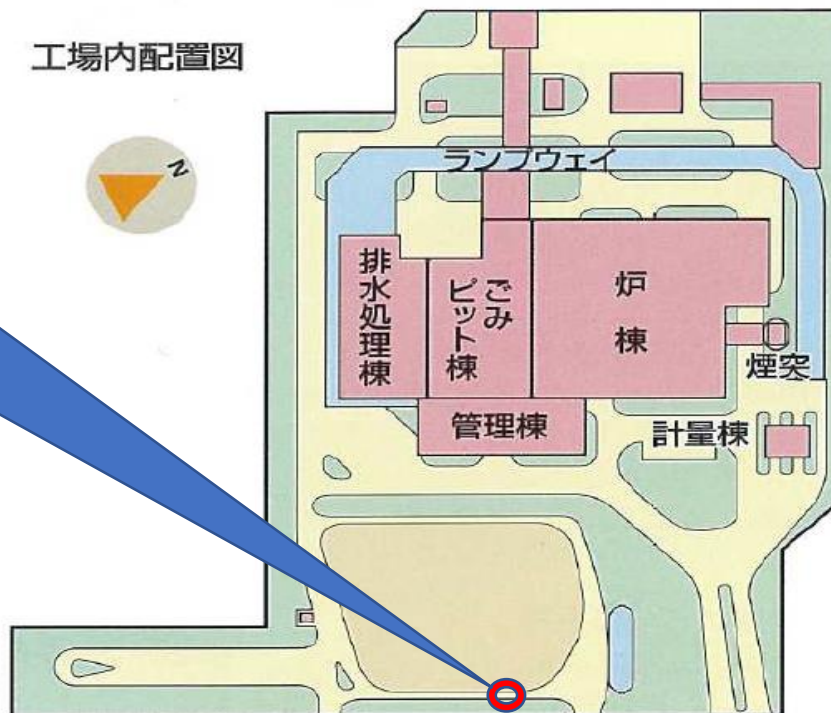 工場内配置図
N
ランプウェイ
排水処理棟
ごみ
ピット棟
炉棟
煙突
管理棟
計量棟